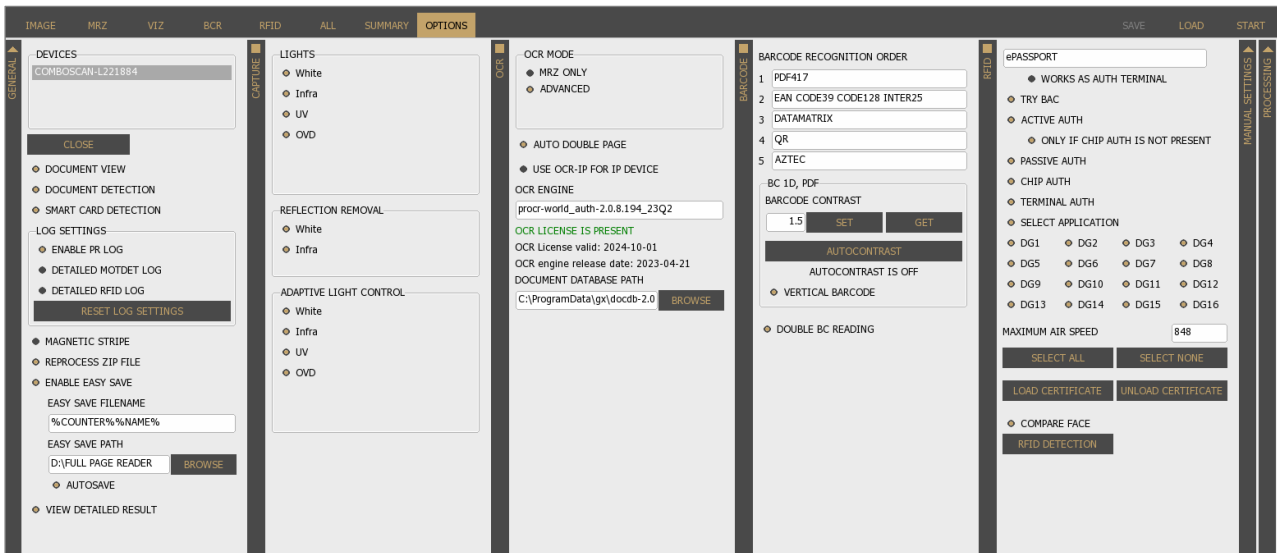 IMAGE MRZ VIZ BCR RFID ALL SUMMARY OPTIONS SAVE LOAD START
GENERAL
DEVICES
COMBOSCAN-L221884
CLOSE
DOCUMENT VIEW
DOCUMENT DETECTION
SMART CARD DETECTION
LOG SETTINGS
ENABLE PR LOG
DETAILED MOTDET LOG
DETAILED RFID LOG
RESET LOG SETTINGS
MAGNETIC STRIPE
REPROCESS ZIP FILE
ENABLE EASY SAVE
EASY SAVE FILENAME
%COUNTER%%NAME%
EASY SAVE PATH
D:\FULL PAGE READER BROWSE
AUTOSAVE
VIEW DETAILED RESULT
CAPTURE
LIGHTS
White
Infra
UV
OVD
REFLECTION REMOVAL
White
Infra
ADAPTIVE LIGHT CONTROL
White
Infra
UV
OVD
OCR
OCR MODE
MRZ ONLY
ADVANCED
AUTO DOUBLE PAGE
USE OCR-IP FOR IP DEVICE
OCR ENGINE
procr-world_auth-2.0.8.194_23Q2
OCR LICENSE IS PRESENT
OCR License valid: 2024-10-01
OCR engine release date: 2023-04-21
DOCUMENT DATABASE PATH
C:\ProgramData\gx\docdb-2.0 BROWSE
BARCODE
BARCODE RECOGNITION ORDER
1 PDF417
2 EAN CODE39 CODE128 INTER25
3 DATAMATRIX
4 QR
5 AZTEC
BC 1D, PDF
BARCODE CONTRAST
1.5 SET GET
AUTOCONTRAST
AUTOCONTRAST IS OFF
VERTICAL BARCODE
DOUBLE BC READING
RFID
ePASSPORT
WORKS AS AUTH TERMINAL
TRY BAC
ACTIVE AUTH
ONLY IF CHIP AUTH IS NOT PRESENT
PASSIVE AUTH
CHIP AUTH
TERMINAL AUTH
SELECT APPLICATION
DG1 DG2 DG3 DG4
DG5 DG6 DG7 DG8
DG9 DG10 DG11 DG12
DG13 DG14 DG15 DG16
MAXIMUM AIR SPEED 848
SELECT ALL SELECT NONE
LOAD CERTIFICATE UNLOAD CERTIFICATE
COMPARE FACE
RFID DETECTION
MANUAL SETTINGS
PROCESSING